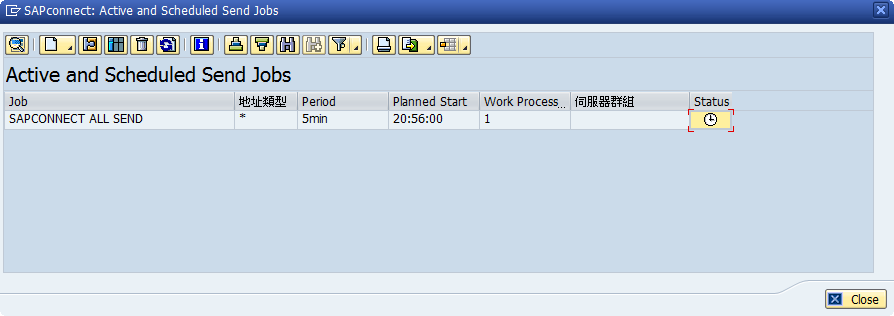 SAPconnect: Active and Scheduled Send Jobs
Active and Scheduled Send Jobs
Job 地址類型 Period Planned Start Work Process... 伺服器群組 Status
SAPCONNECT ALL SEND * 5min 20:56:00 1
Close